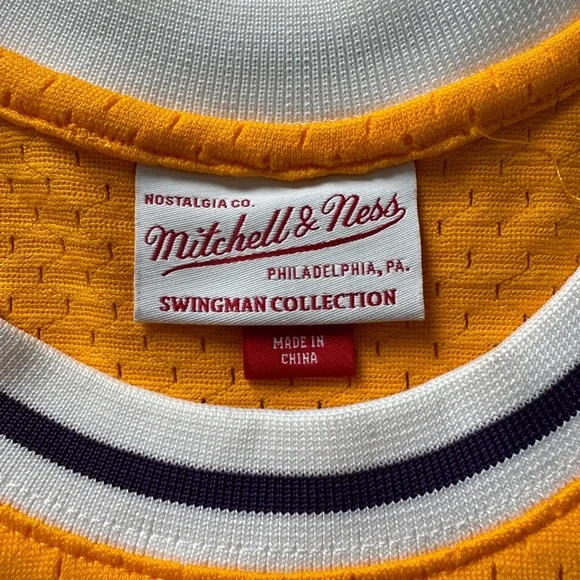 NOSTALGIA CO.
Mitchell & Ness
PHILADELPHIA, PA.
SWINGMAN COLLECTION
MADE IN
CHINA